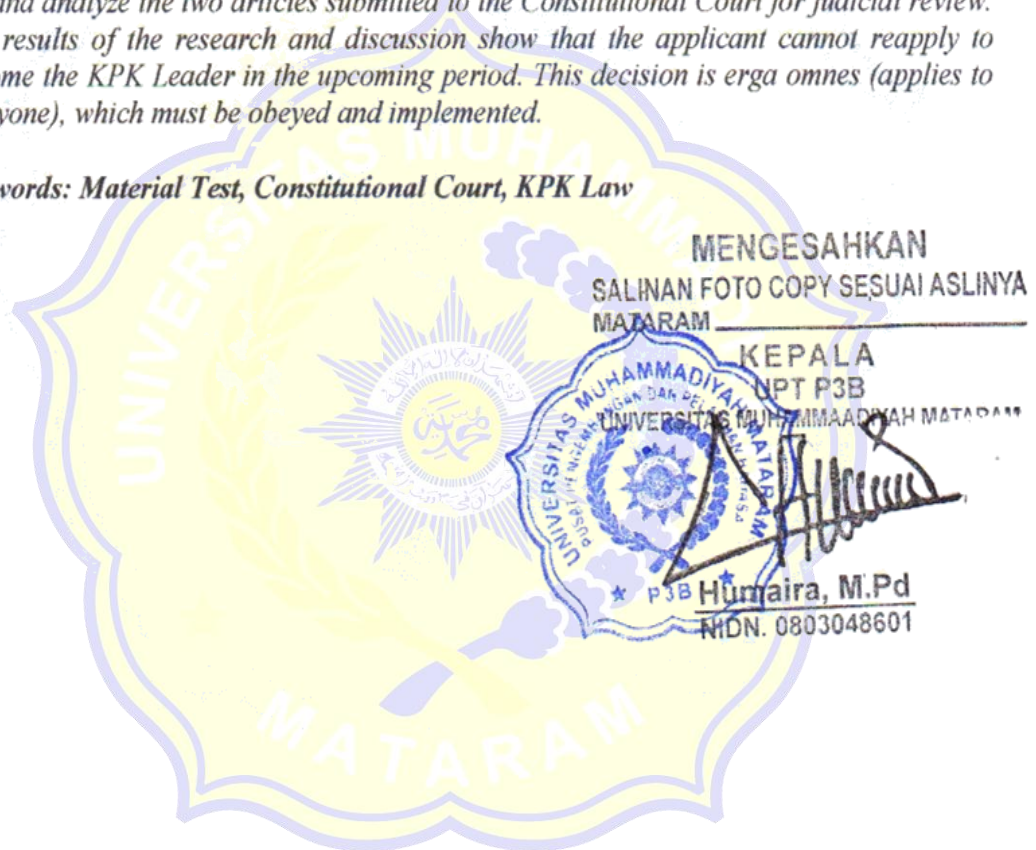 and analyze the two articles submitted to the Constitutional Court for judicial review.
results of the research and discussion show that the applicant cannot reapply to
me the KPK Leader in the upcoming period. This decision is erga omnes (applies to
yone), which must be obeyed and implemented.
words: Material Test, Constitutional Court, KPK Law
MENGESAHKAN
SALINAN FOTO COPY SESUAI ASLINYA
MATARAM
KEPALA
UPT P3B
UNIVERSITAS MUHAMMAADIYAH MATARAM
UNIVERSITAS MUHAMMADIYAH MATARAM
P3B
Humaira, M.Pd
NIDN. 0803048601
UNIVERSITAS MUHAMMADIYAH
MATARAM